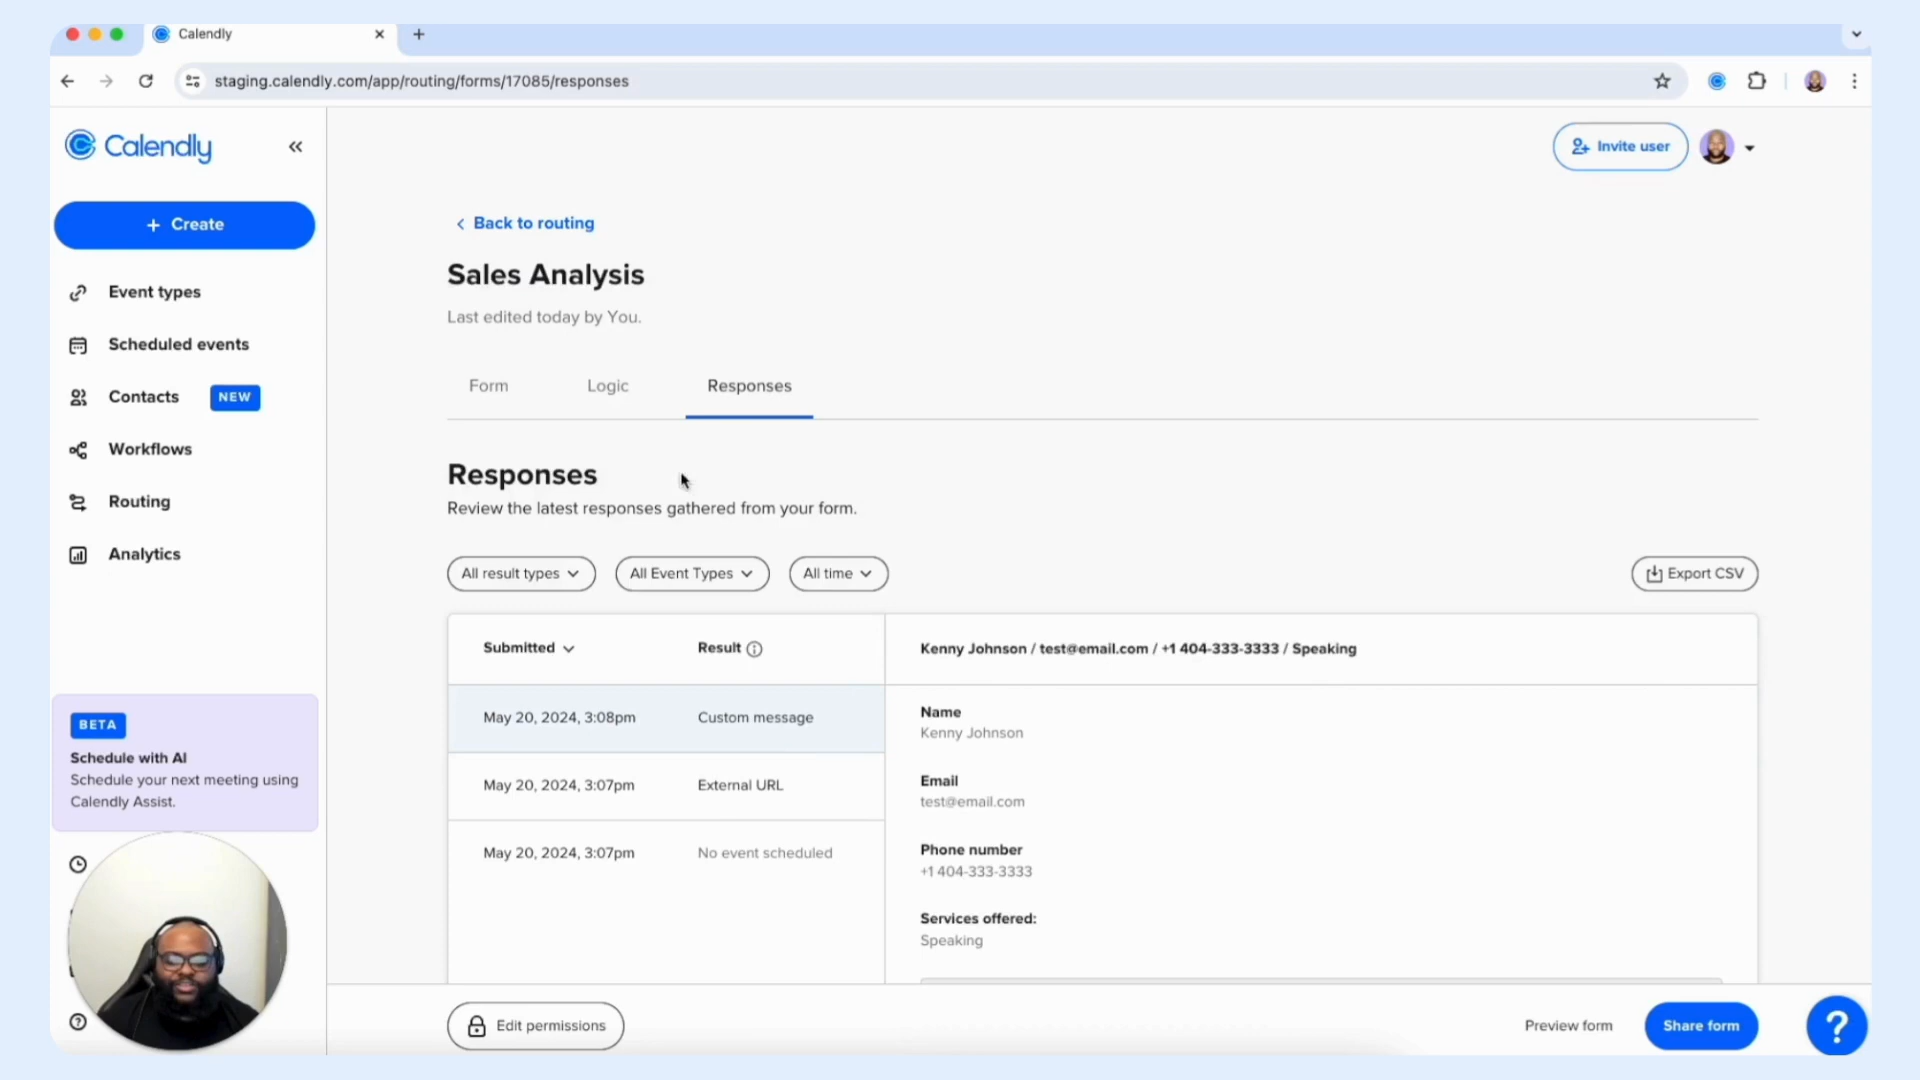 Calendly
staging.calendly.com/app/routing/forms/17085/responses
Calendly
Invite user
+ Create
Back to routing
Sales Analysis
Last edited today by You.
Event types
Scheduled events
Contacts NEW
Workflows
Routing
Analytics
Form Logic Responses
Responses
Review the latest responses gathered from your form.
All result types All Event Types All time Export CSV
Submitted Result
May 20, 2024, 3:08pm Custom message
May 20, 2024, 3:07pm External URL
May 20, 2024, 3:07pm No event scheduled
Kenny Johnson / test@email.com / +1 404-333-3333 / Speaking
Name
Kenny Johnson
Email
test@email.com
Phone number
+1 404-333-3333
Services offered:
Speaking
BETA
Schedule with AI
Schedule your next meeting using
Calendly Assist.
Edit permissions
Preview form
Share form
?